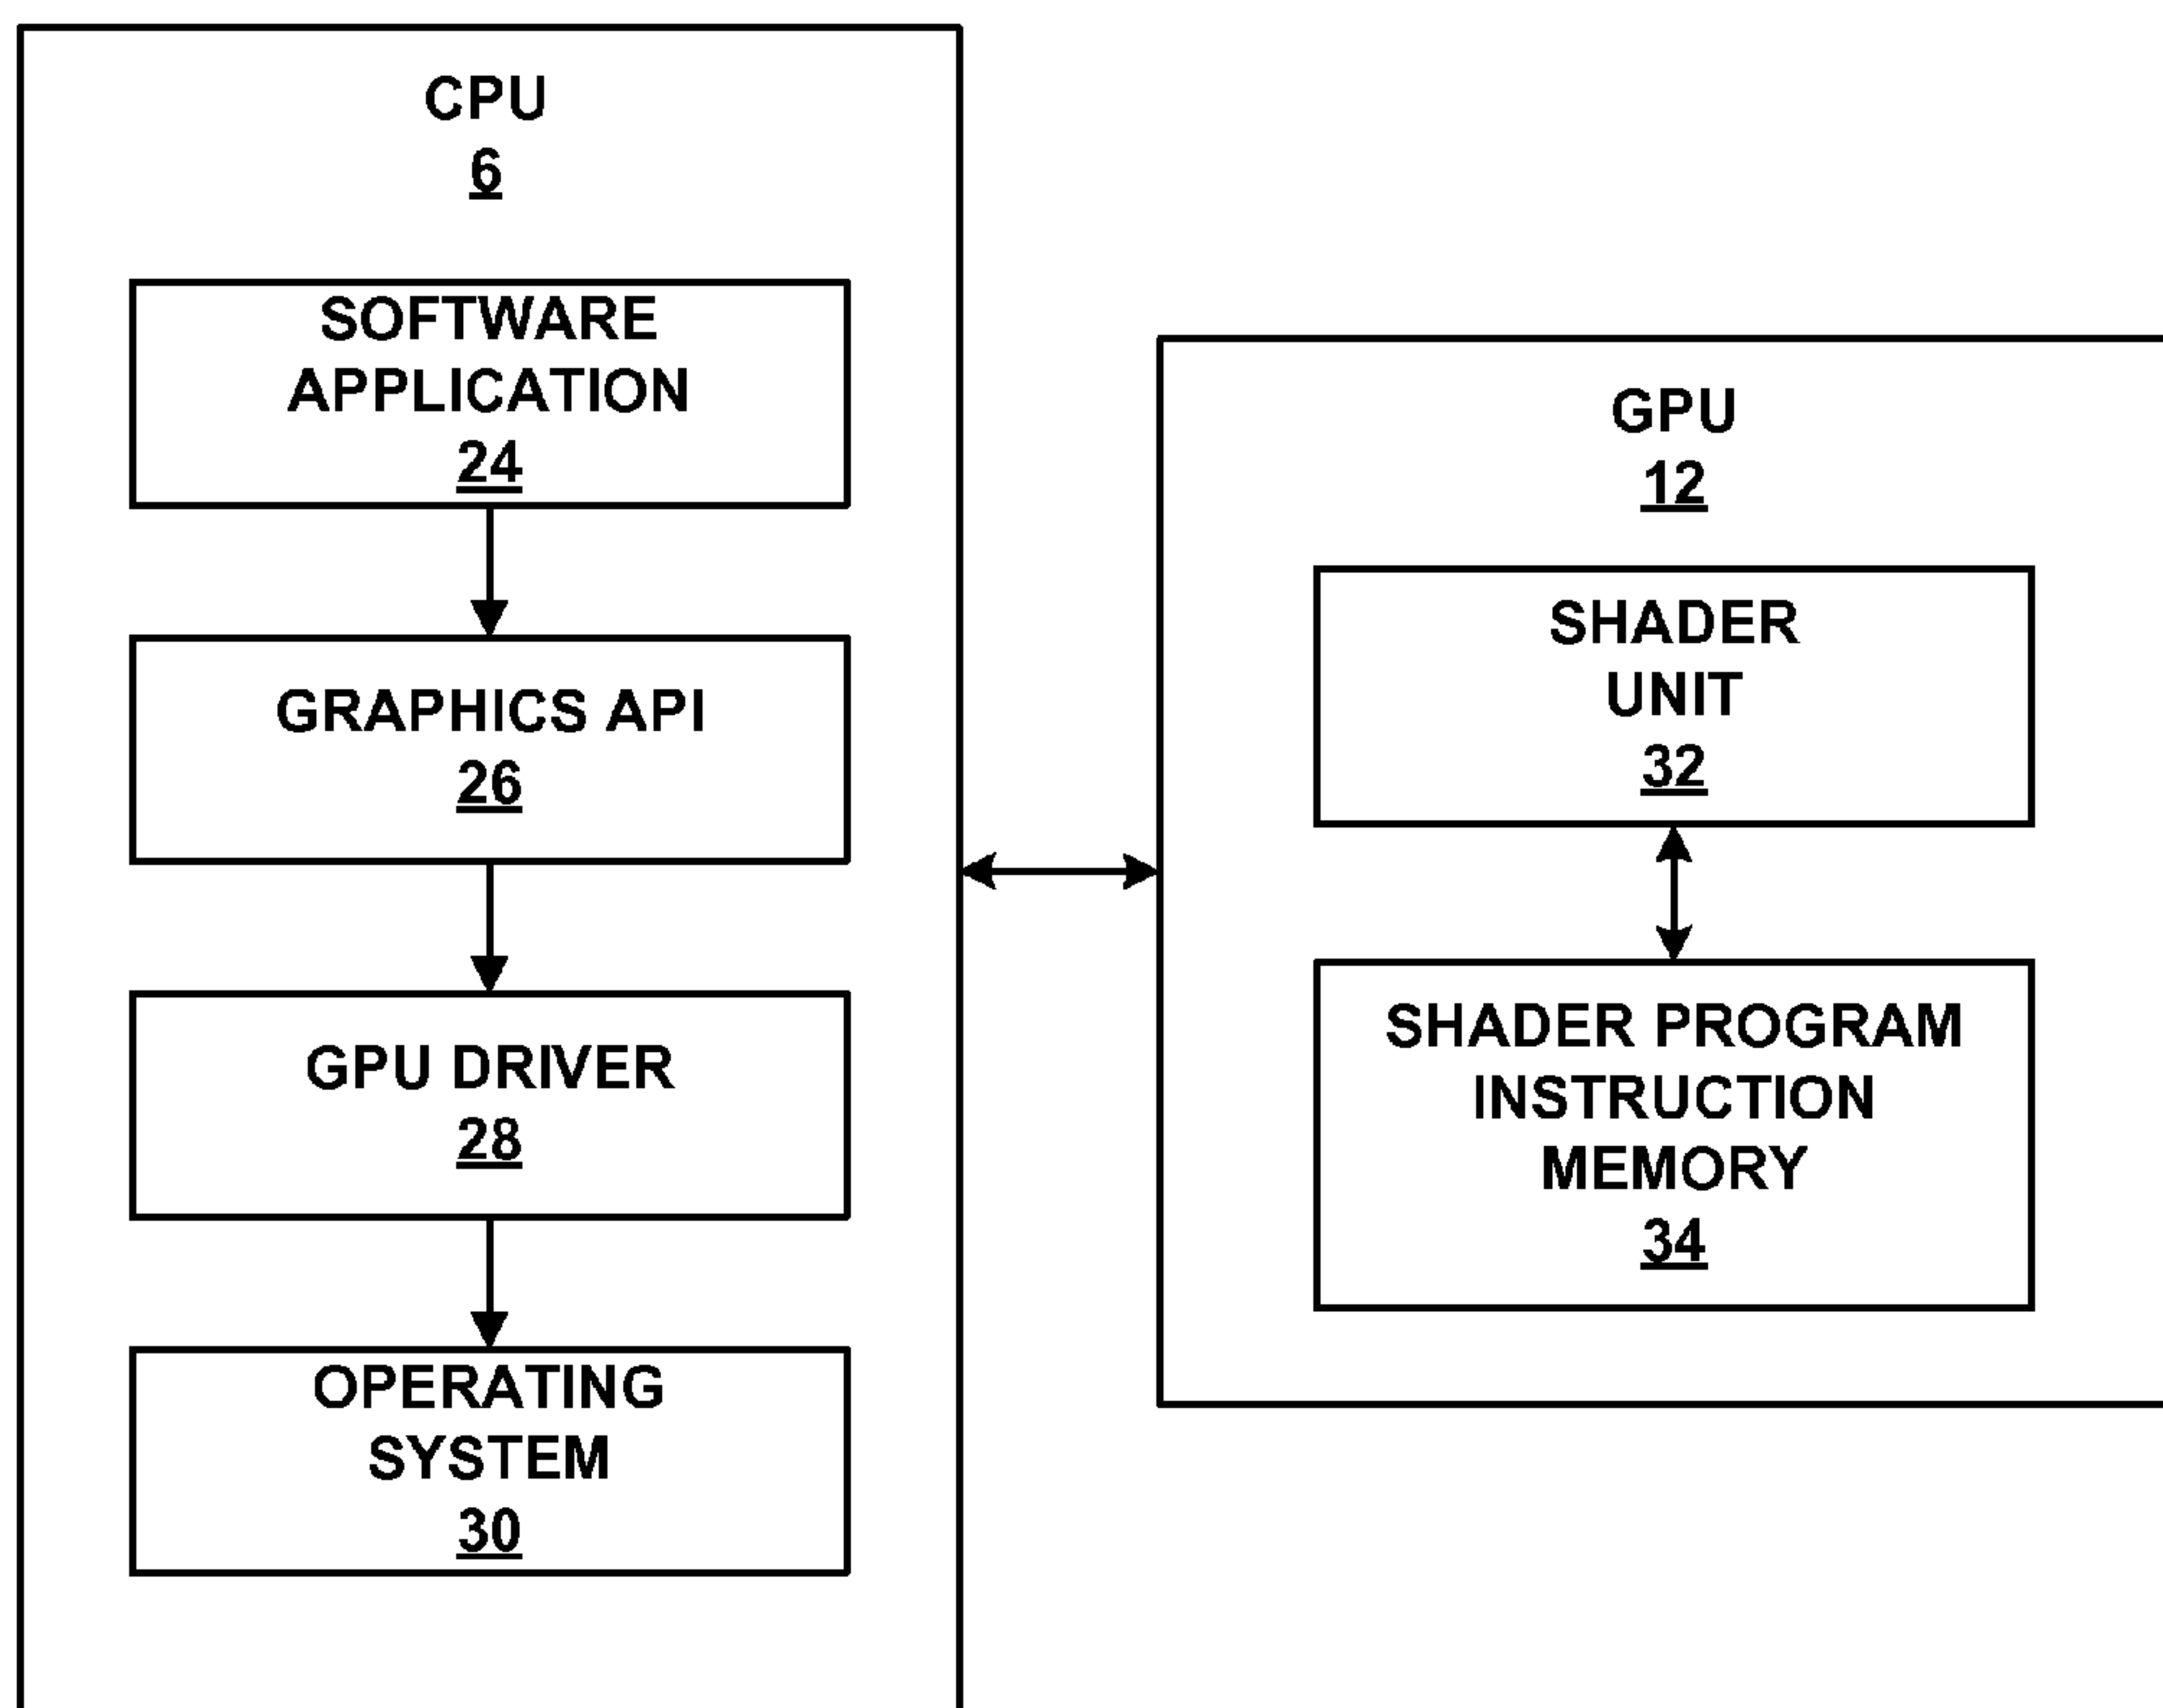 CPU
6
SOFTWARE
APPLICATION
24
GRAPHICS API
26
GPU DRIVER
28
OPERATING
SYSTEM
30
GPU
12
SHADER
UNIT
32
SHADER PROGRAM
INSTRUCTION
MEMORY
34